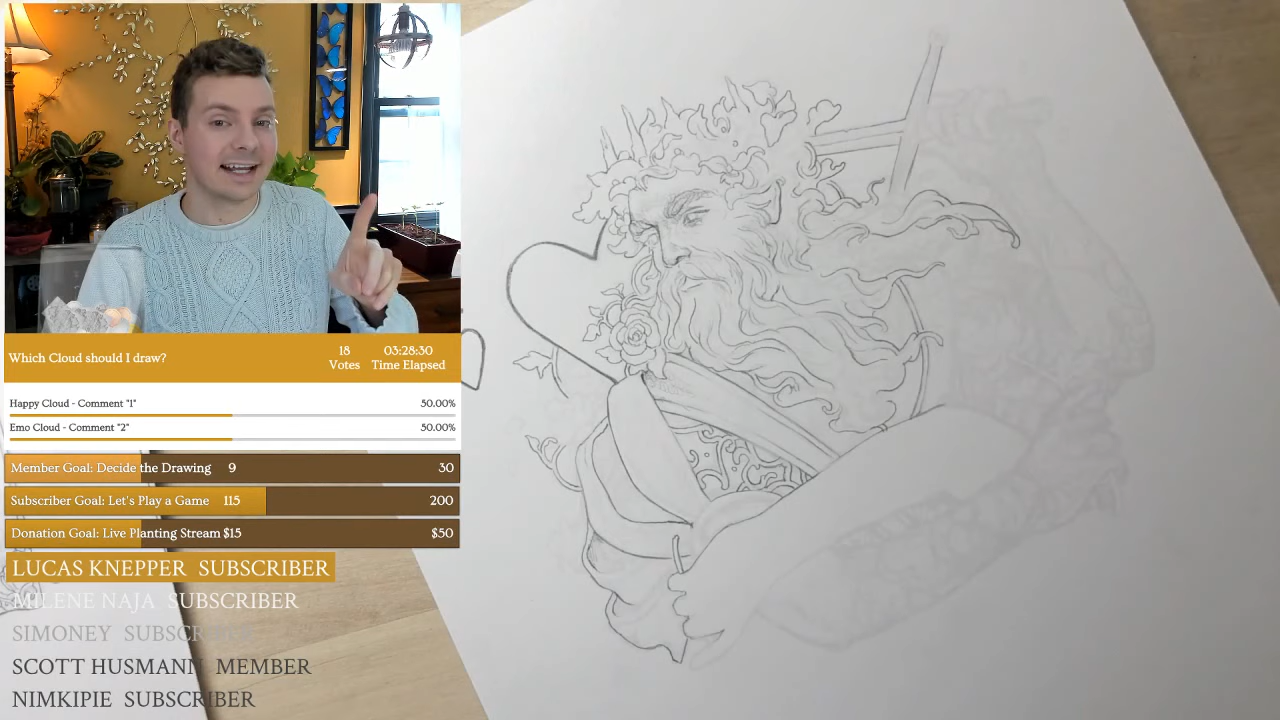 Which Cloud should I draw?
18 Votes
03:28:30 Time Elapsed
Happy Cloud - Comment "1" 50.00%
Emo Cloud - Comment "2" 50.00%
Member Goal: Decide the Drawing 9 30
Subscriber Goal: Let's Play a Game 115 200
Donation Goal: Live Planting Stream $15 $50
LUCAS KNEPPER SUBSCRIBER
MILENE NAJA SUBSCRIBER
SIMONEY SUBSCRIBER
SCOTT HUSMANN MEMBER
NIMKIPIE SUBSCRIBER